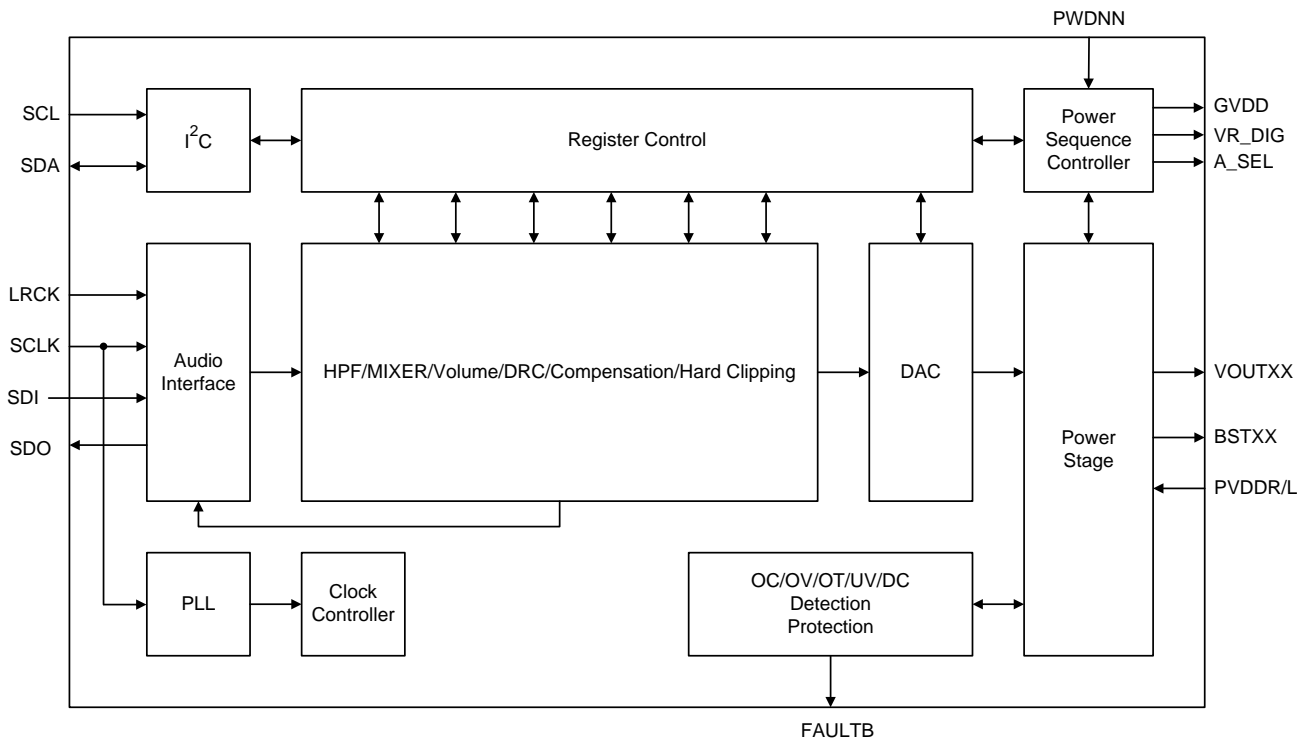 PWDNN
SCL
SDA
I²C
Register Control
Power
Sequence
Controller
GVDD
VR_DIG
A_SEL
LRCK
SCLK
SDI
SDO
Audio
Interface
HPF/MIXER/Volume/DRC/Compensation/Hard Clipping
DAC
Power
Stage
VOUTXX
BSTXX
PVDDR/L
PLL
Clock
Controller
OC/OV/OT/UV/DC
Detection
Protection
FAULTB